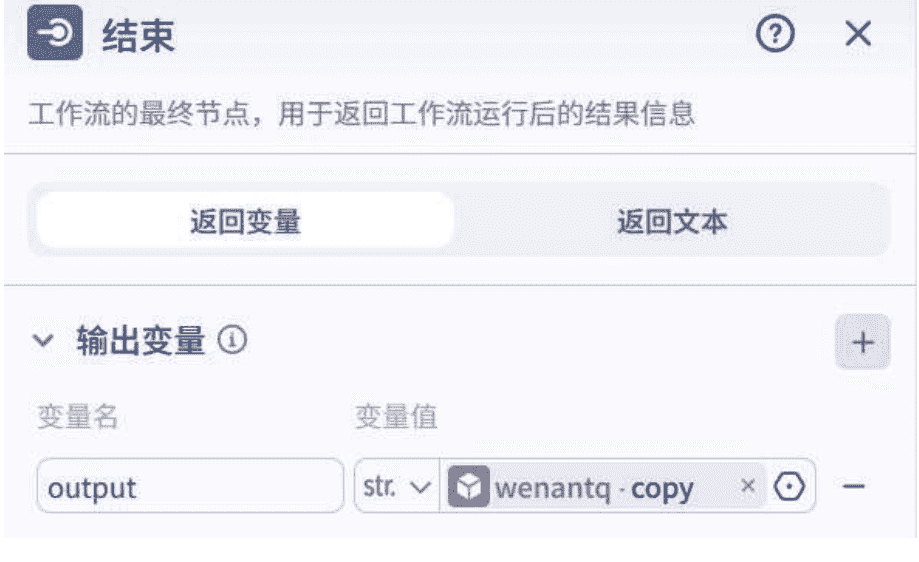 结束
工作流的最终节点，用于返回工作流运行后的结果信息
返回变量 返回文本
输出变量
变量名 变量值
output str. wenantq · copy